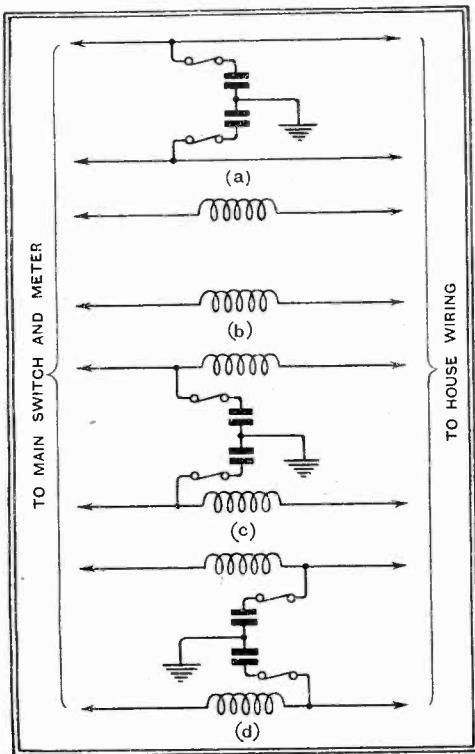 (a)
(b)
TO MAIN SWITCH AND METER
TO HOUSE WIRING
(c)
(d)